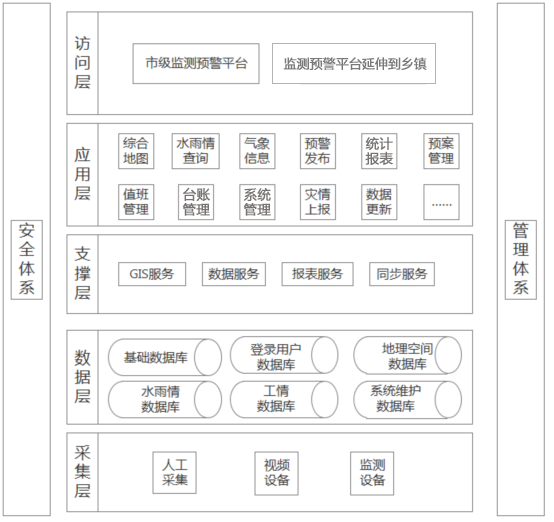 安全体系
访问层
市级监测预警平台
监测预警平台延伸到乡镇
应用层
综合
地图
水雨情
查询
气象
信息
预警
发布
统计
报表
预案
管理
值班
管理
台账
管理
系统
管理
灾情
上报
数据
更新
......
支撑层
GIS服务
数据服务
报表服务
同步服务
数据层
基础数据库
登录用户
数据库
地理空间
数据库
水雨情
数据库
工情
数据库
系统维护
数据库
采集层
人工
采集
视频
设备
监测
设备
管理体系